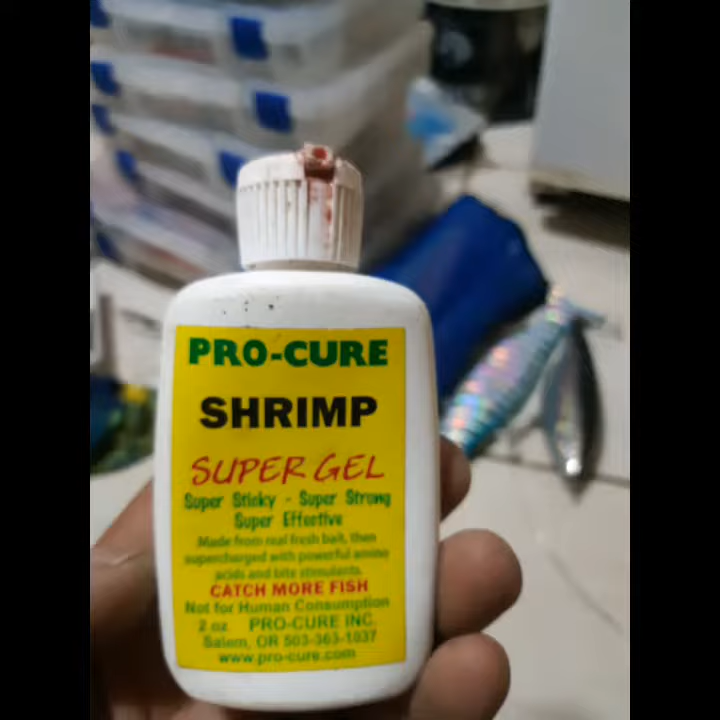 PRO-CURE
SHRIMP
SUPER GEL
Super Sticky - Super Strong
Super Effective
Made from real fresh bait, then
supercharged with powerful amino
acids and bite stimulants.
CATCH MORE FISH
Not for Human Consumption
2 oz PRO-CURE INC.
Salem, OR 503-363-1037
www.pro-cure.com